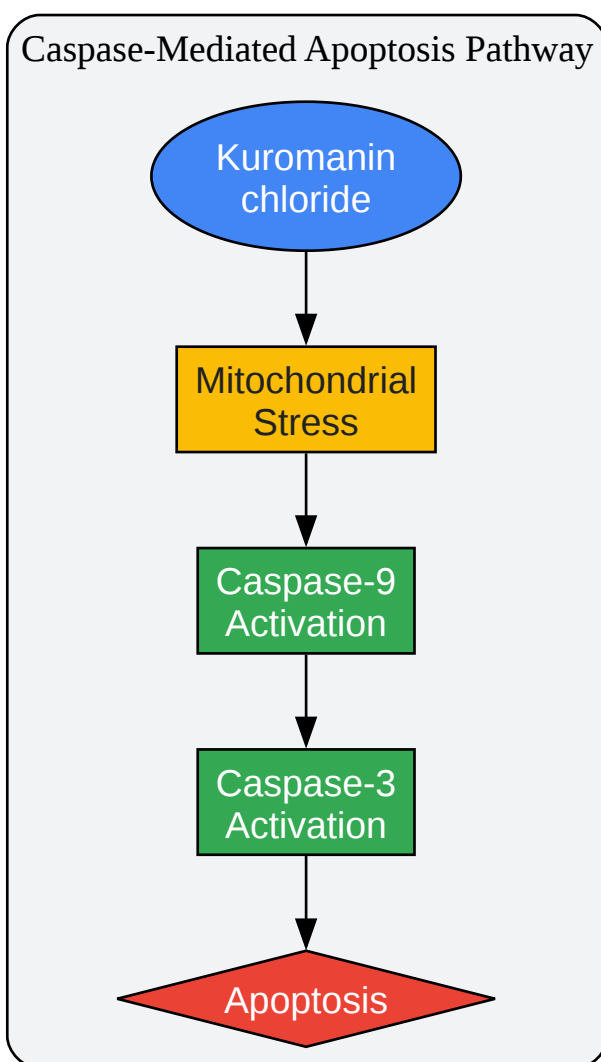 Caspase-Mediated Apoptosis Pathway
Kuromanin
chloride
Mitochondrial
Stress
Caspase-9
Activation
Caspase-3
Activation
Apoptosis